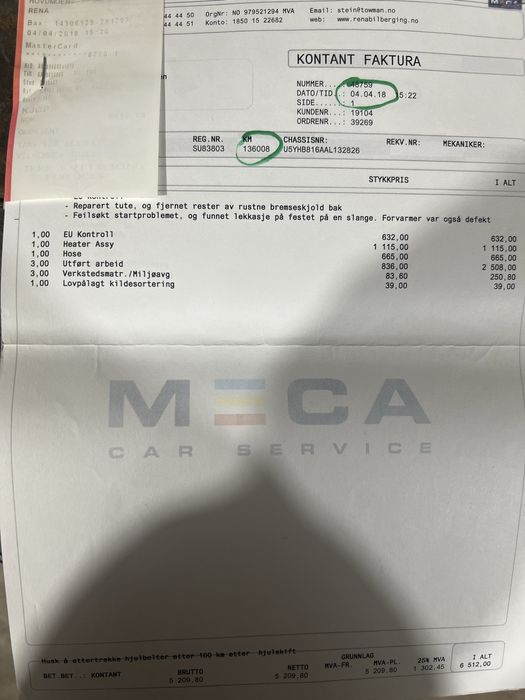 RENA
04/04/2018 15:20
MasterCard
44 44 50 OrgNr: NO 979521294 MVA Email: stein@towman.no
44 44 51 Konto: 1850 15 22682 web: www.renabilberging.no
KONTANT FAKTURA
NUMMER
DATO/TID.: 04.04.18 15:22
SIDE.....: 1
KUNDENR..: 19104
ORDRENR..: 39269
REG.NR. KM CHASSISNR: REKV.NR: MEKANIKER:
SU83803 136008 U5YHB816AAL132826
STYKKPRIS I ALT
- Reparert tute, og fjernet rester av rustne bremseskjold bak
- Feilsøkt startproblemet, og funnet lekkasje på festet på en slange. Forvarmer var også defekt
1,00 EU Kontroll 632,00 632,00
1,00 Heater Assy 1 115,00 1 115,00
1,00 Hose 665,00 665,00
3,00 Utført arbeid 836,00 2 508,00
3,00 Verkstedsmatr./Miljøavg 83,60 250,80
1,00 Lovpålagt kildesortering 39,00 39,00
MECA
CAR SERVICE
Husk å ettertrekke hjulbolter etter 100 km etter hjulskift
GRUNNLAG
BET.BET..: KONTANT BRUTTO NETTO MVA-FR. MVA-PL. 25% MVA I ALT
5 209,80 5 209,80 5 209,80 1 302,45 6 512,00